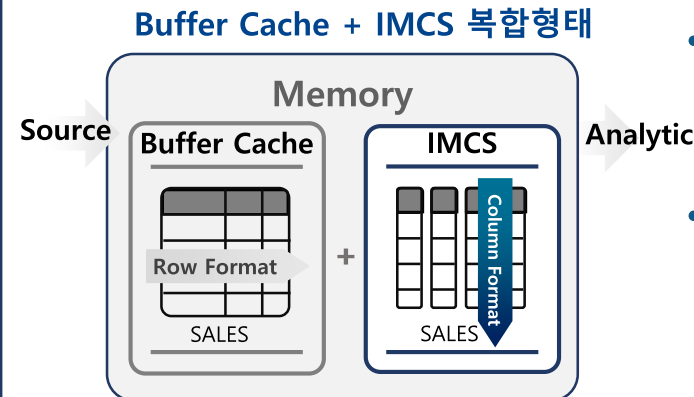 Buffer Cache + IMCS 복합형태
Memory
Source
Buffer Cache
IMCS
Analytic
Row Format
+
Column Format
SALES
SALES